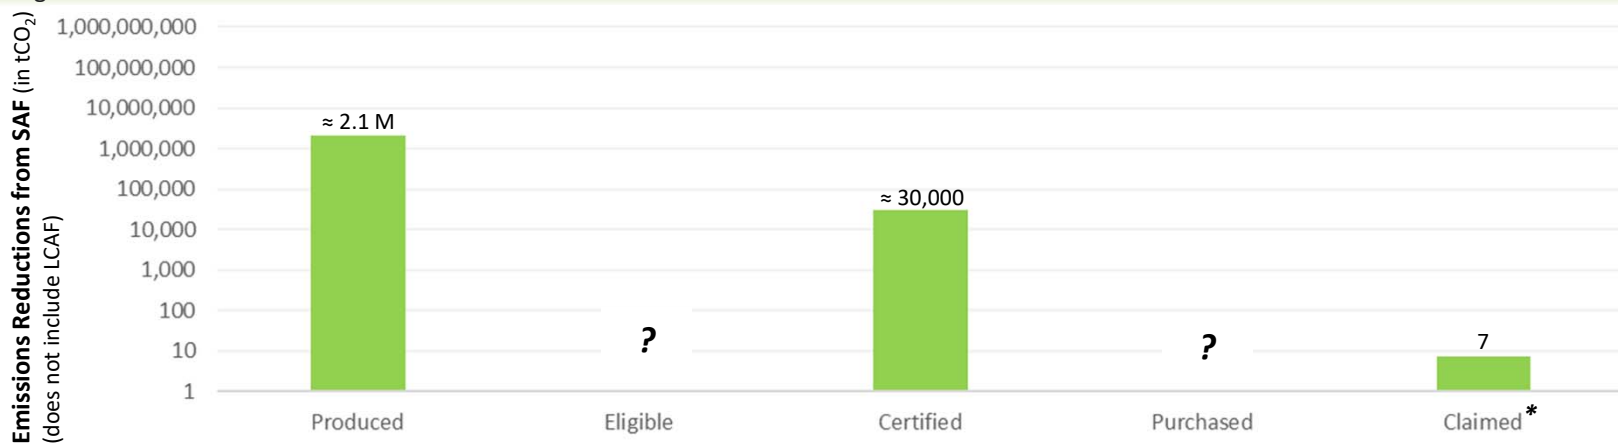 Emissions Reductions from SAF (in tCO₂)
(does not include LCAF)
1,000,000,000
100,000,000
10,000,000
1,000,000
100,000
10,000
1,000
100
10
1
≈ 2.1 M
?
≈ 30,000
?
7
Produced
Eligible
Certified
Purchased
Claimed*